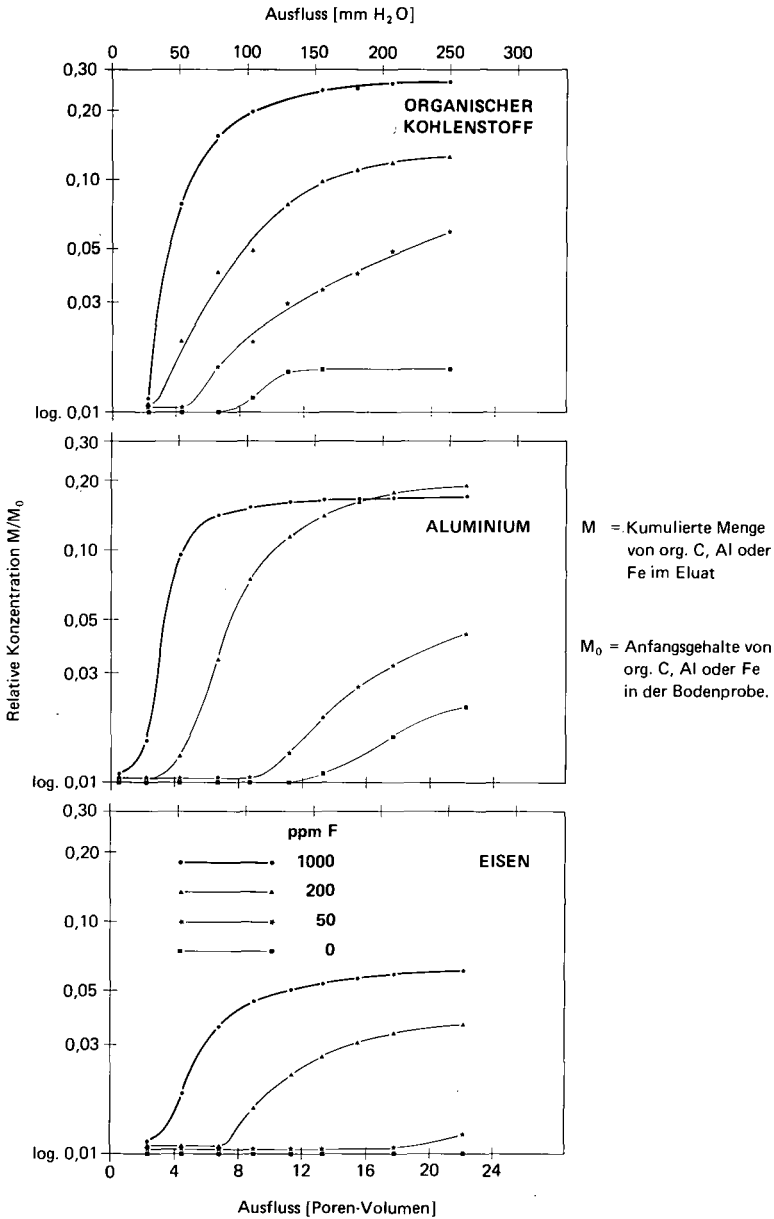 Ausfluss [mm H2O]
0 50 100 150 200 250 300
0,30
0,20
0,10
0,05
0,03
log. 0,01
ORGANISCHER
KOHLENSTOFF
0,30
0,20
0,10
0,05
0,03
log. 0,01
ALUMINIUM
Relative Konzentration M/M0
M = Kumulierte Menge
von org. C, Al oder
Fe im Eluat
M0 = Anfangsgehalte von
org. C, Al oder Fe
in der Bodenprobe.
0,30
0,20
0,10
0,05
0,03
log. 0,01
ppm F
1000
200
50
0
EISEN
0 4 8 12 16 20 24
Ausfluss [Poren-Volumen]